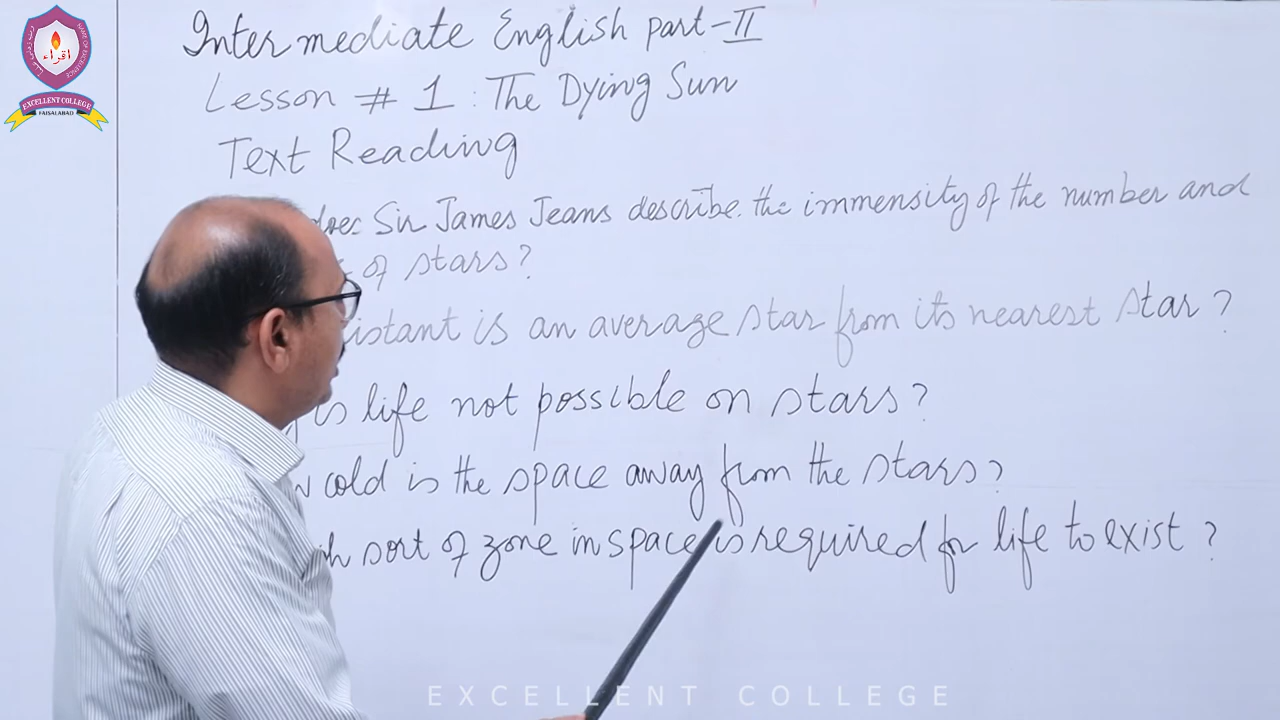 Intermediate English part-II
Lesson # 1 : The Dying Sun
Text Reading
does Sir James Jeans describe the immensity of the number and
of stars?
istant is an average star from its nearest star?
is life not possible on stars?
cold is the space away from the stars?
sort of zone in space is required for life to exist?
اقراء
EXCELLENT COLLEGE
FAISALABAD
EXCELLENT COLLEGE